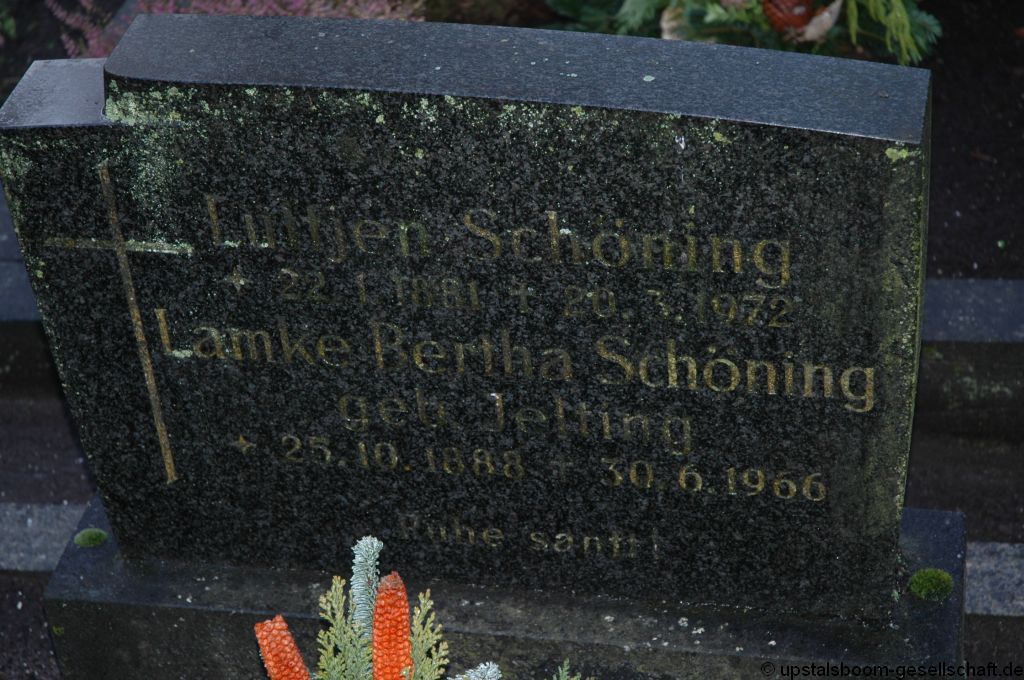 Lüttjen Schöning
* 22.1.1881 † 20.3.1972
Lamke Bertha Schöning
geb. Jelting
* 25.10.1888 † 30.6.1966
Ruhe sanft!
© upstalsboom-gesellschaft.de